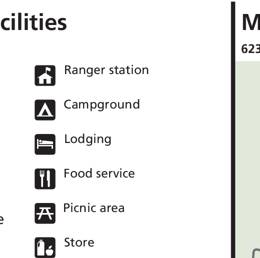 cilities
Ranger station
Campground
Lodging
Food service
Picnic area
Store
e
M
623